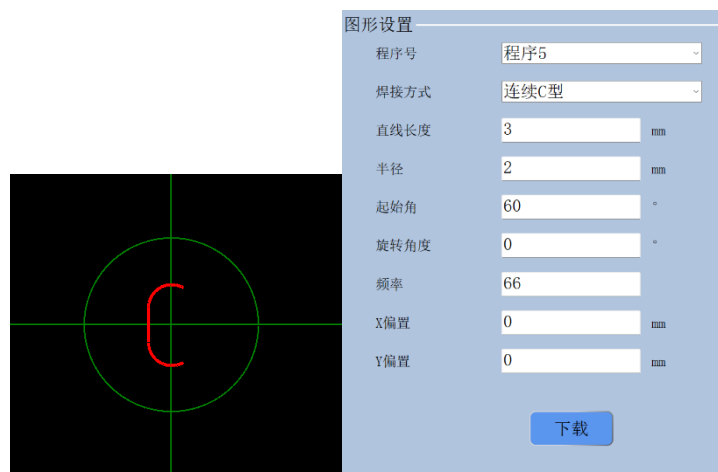 图形设置
程序号 程序5
焊接方式 连续C型
直线长度 3 mm
半径 2 mm
起始角 60 °
旋转角度 0 °
频率 66
X偏置 0 mm
Y偏置 0 mm
下载